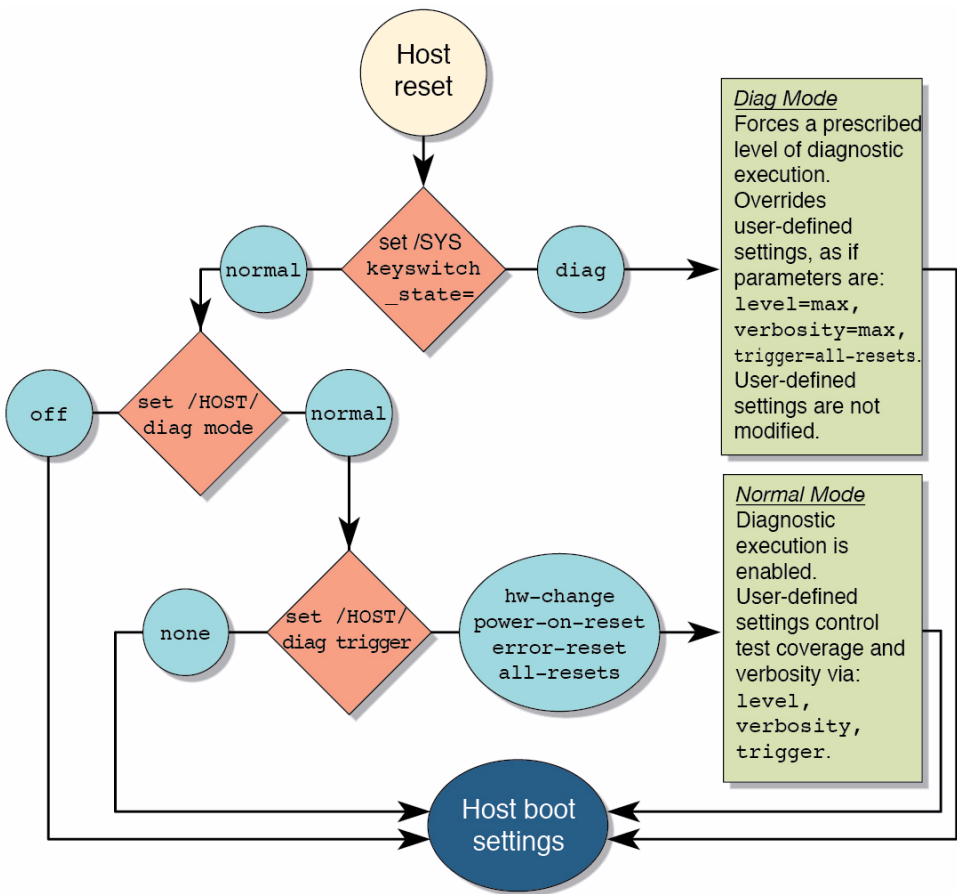 Host
reset
set /SYS
keyswitch
_state=
normal
diag
Diag Mode
Forces a prescribed
level of diagnostic
execution.
Overrides
user-defined
settings, as if
parameters are:
level=max,
verbosity=max,
trigger=all-resets.
User-defined
settings are not
modified.
off
set /HOST/
diag mode
normal
none
set /HOST/
diag trigger
hw-change
power-on-reset
error-reset
all-resets
Normal Mode
Diagnostic
execution is
enabled.
User-defined
settings control
test coverage and
verbosity via:
level,
verbosity,
trigger.
Host boot
settings